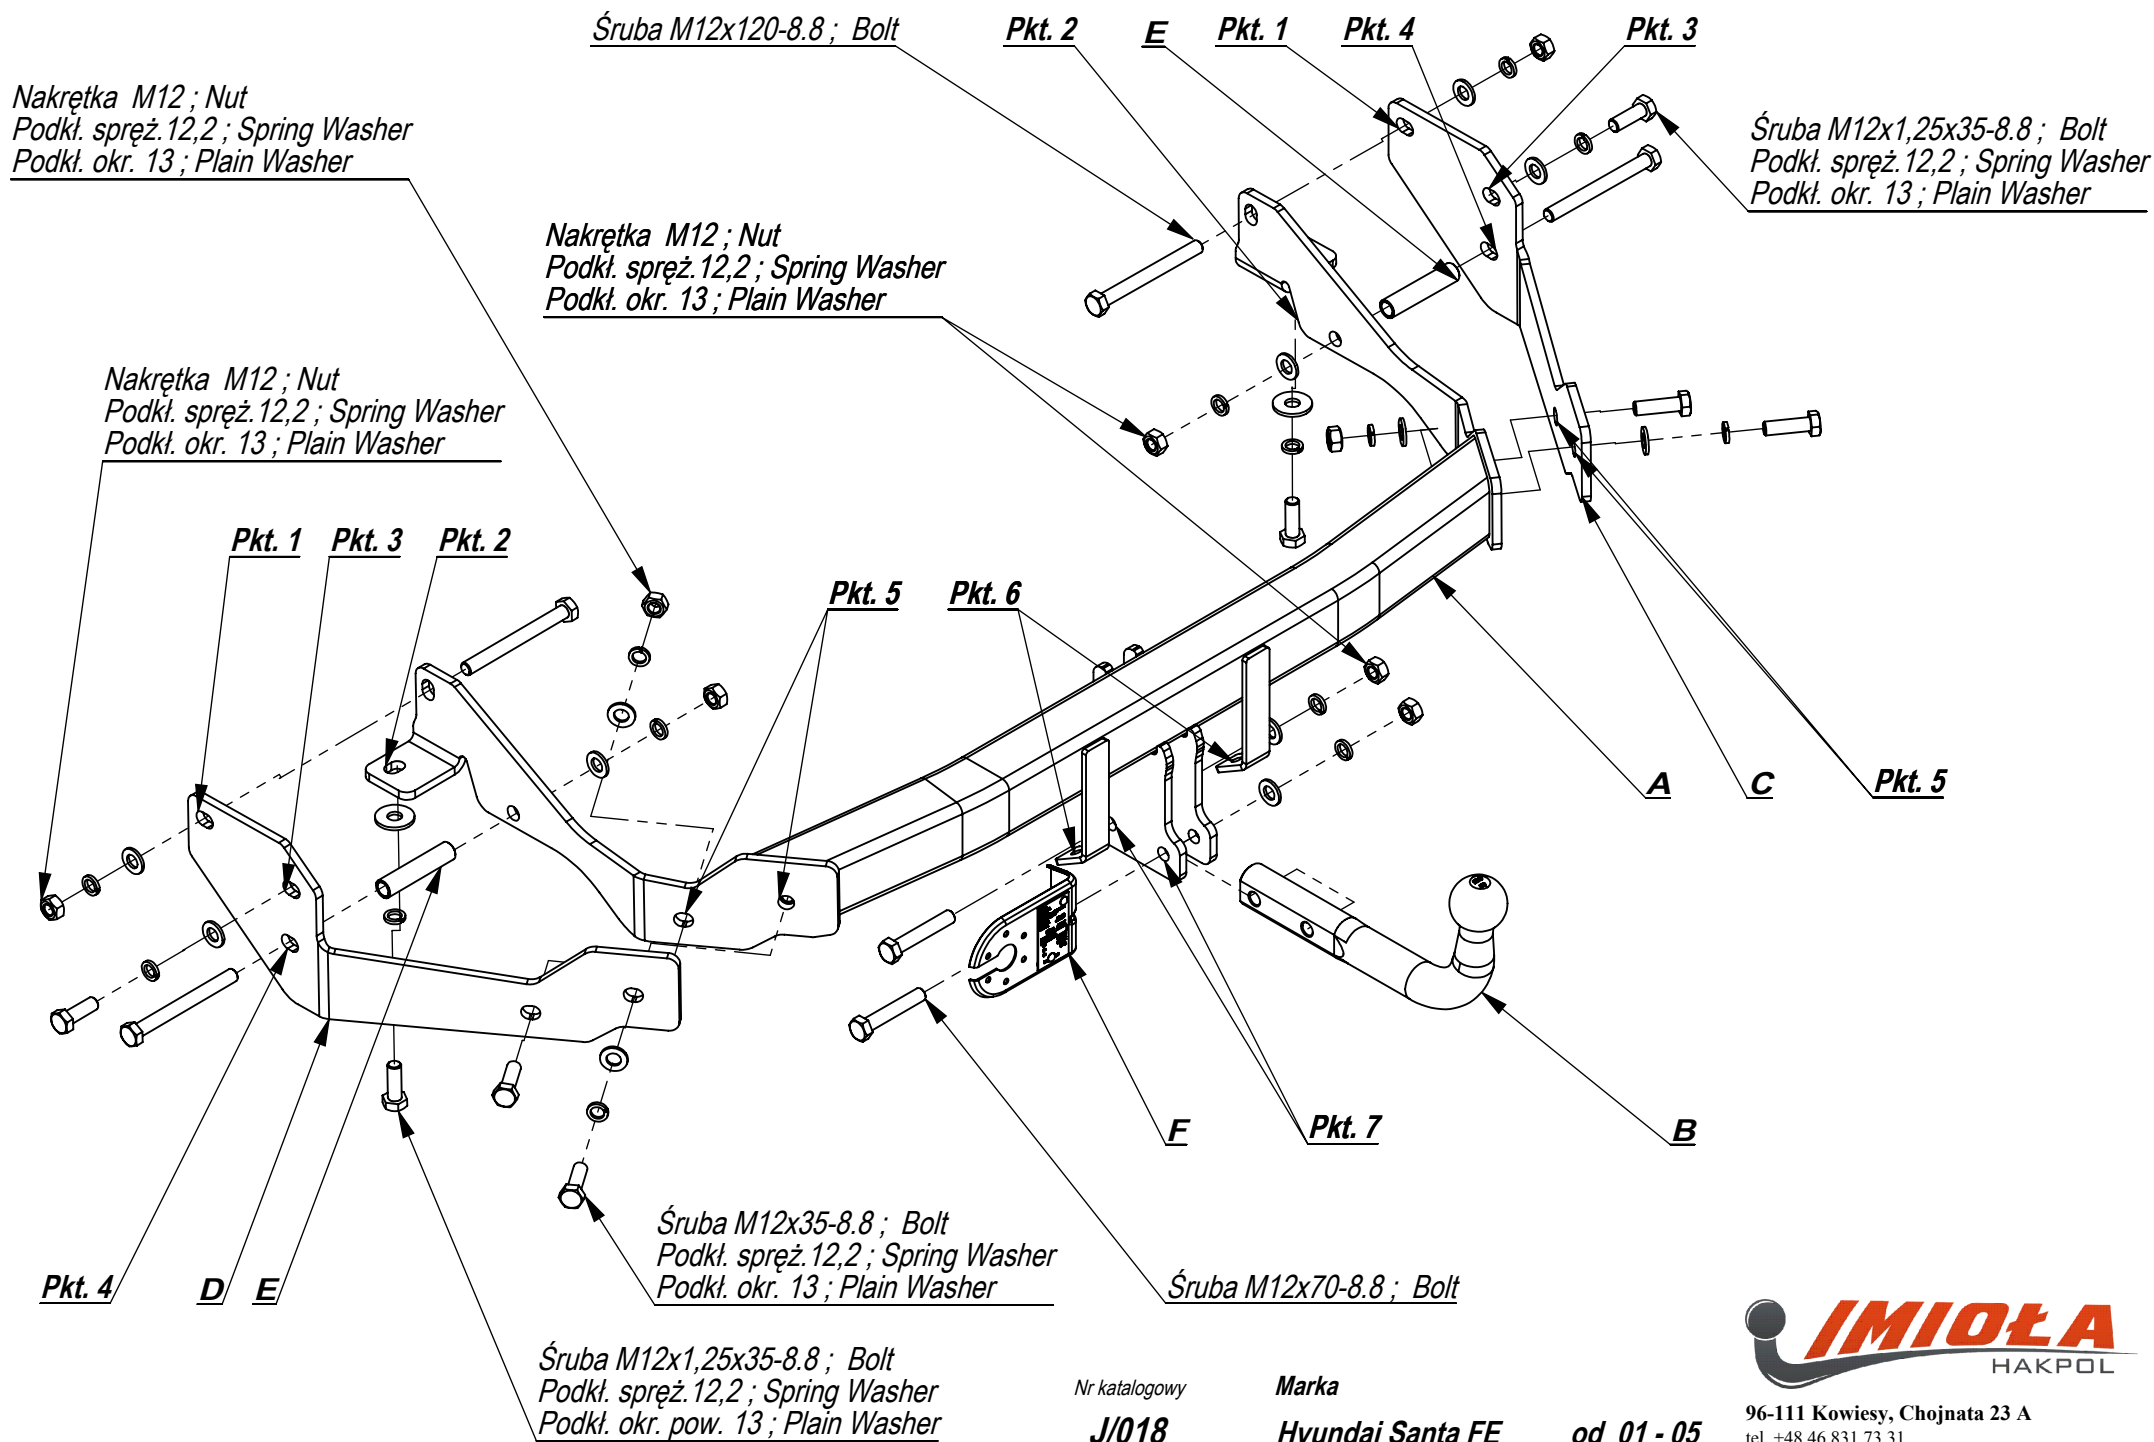 Śruba M12x120-8.8 ; Bolt
Pkt. 2
E
Pkt. 1
Pkt. 4
Pkt. 3
Nakrętka M12 ; Nut
Podkł. spręż.12,2 ; Spring Washer
Podkł. okr. 13 ; Plain Washer
Śruba M12x1,25x35-8.8 ; Bolt
Podkł. spręż.12,2 ; Spring Washer
Podkł. okr. 13 ; Plain Washer
Nakrętka M12 ; Nut
Podkł. spręż.12,2 ; Spring Washer
Podkł. okr. 13 ; Plain Washer
Nakrętka M12 ; Nut
Podkł. spręż.12,2 ; Spring Washer
Podkł. okr. 13 ; Plain Washer
Pkt. 1
Pkt. 3
Pkt. 2
Pkt. 5
Pkt. 6
A
C
Pkt. 5
F
Pkt. 7
B
Pkt. 4
D
E
Śruba M12x35-8.8 ; Bolt
Podkł. spręż.12,2 ; Spring Washer
Podkł. okr. 13 ; Plain Washer
Śruba M12x70-8.8 ; Bolt
Śruba M12x1,25x35-8.8 ; Bolt
Podkł. spręż.12,2 ; Spring Washer
Podkł. okr. pow. 13 ; Plain Washer
Nr katalogowy
Marka
J/018
Hyundai Santa FE
od 01 - 05
IMIOŁA
HAKPOL
96-111 Kowiesy, Chojnata 23 A
tel. +48 46 831 73 31